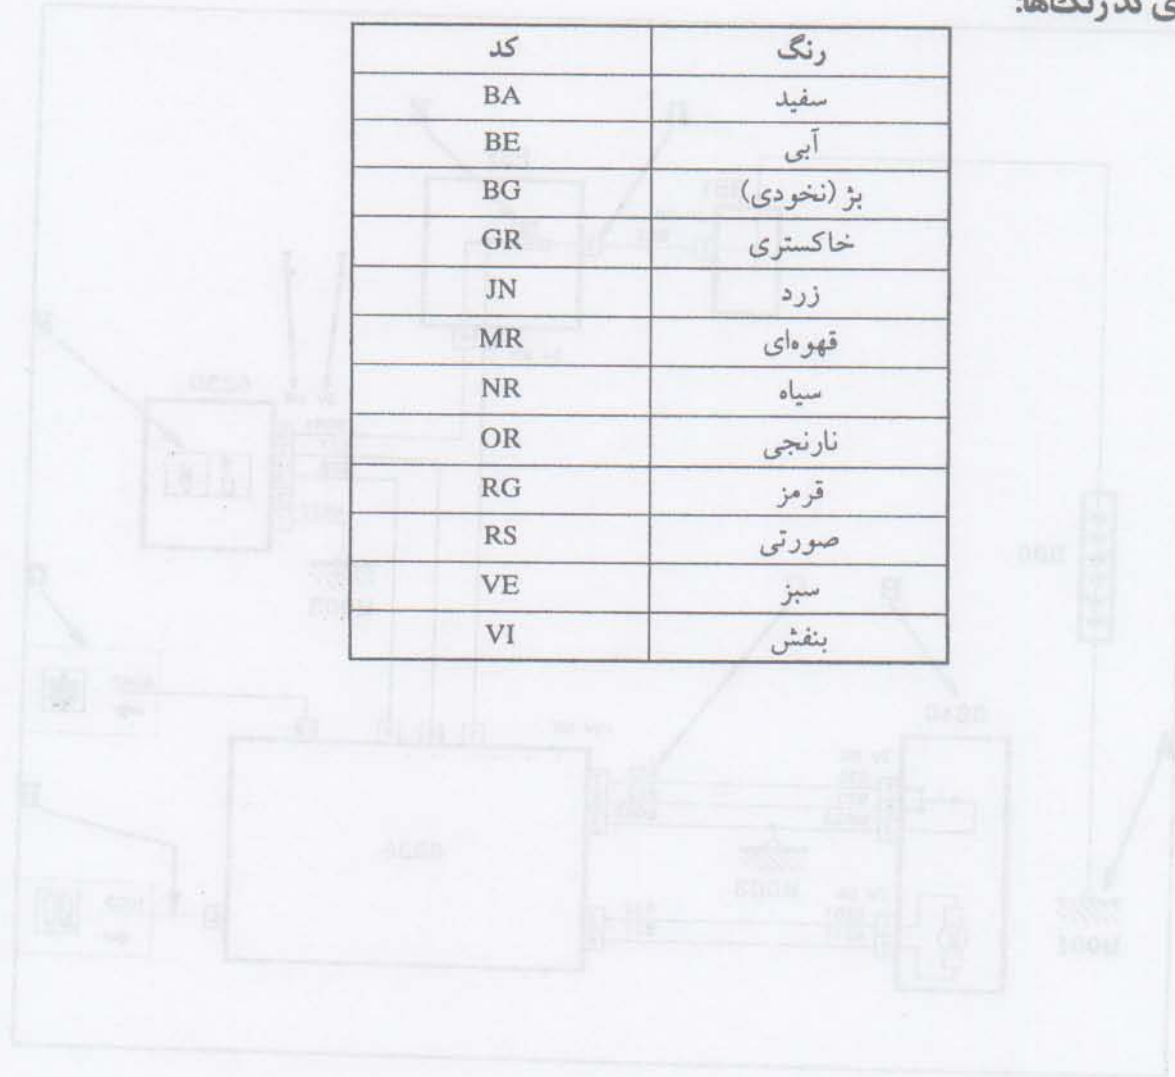 کدرنگ‌ها:
رنگ کد
سفید BA
آبی BE
بژ (نخودی) BG
خاکستری GR
زرد JN
قهوه‌ای MR
سیاه NR
نارنجی OR
قرمز RG
صورتی RS
سبز VE
بنفش VI